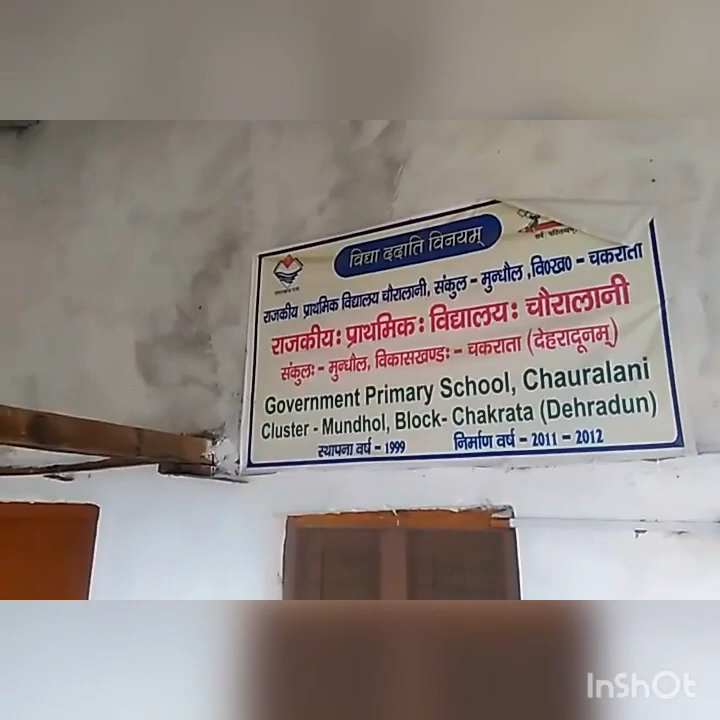 विद्या ददाति विनयम्
राजकीय प्राथमिक विद्यालय चौरालानी, संकुल - मुन्धौल ,वि०ख० - चकराता
राजकीयः प्राथमिकः विद्यालयः चौरालानी
संकुलः - मुन्धौल, विकासखण्डः - चकराता (देहरादूनम्)
Government Primary School, Chauralani
Cluster - Mundhol, Block- Chakrata (Dehradun)
स्थापना वर्ष - 1999 निर्माण वर्ष - 2011 - 2012
InShOt